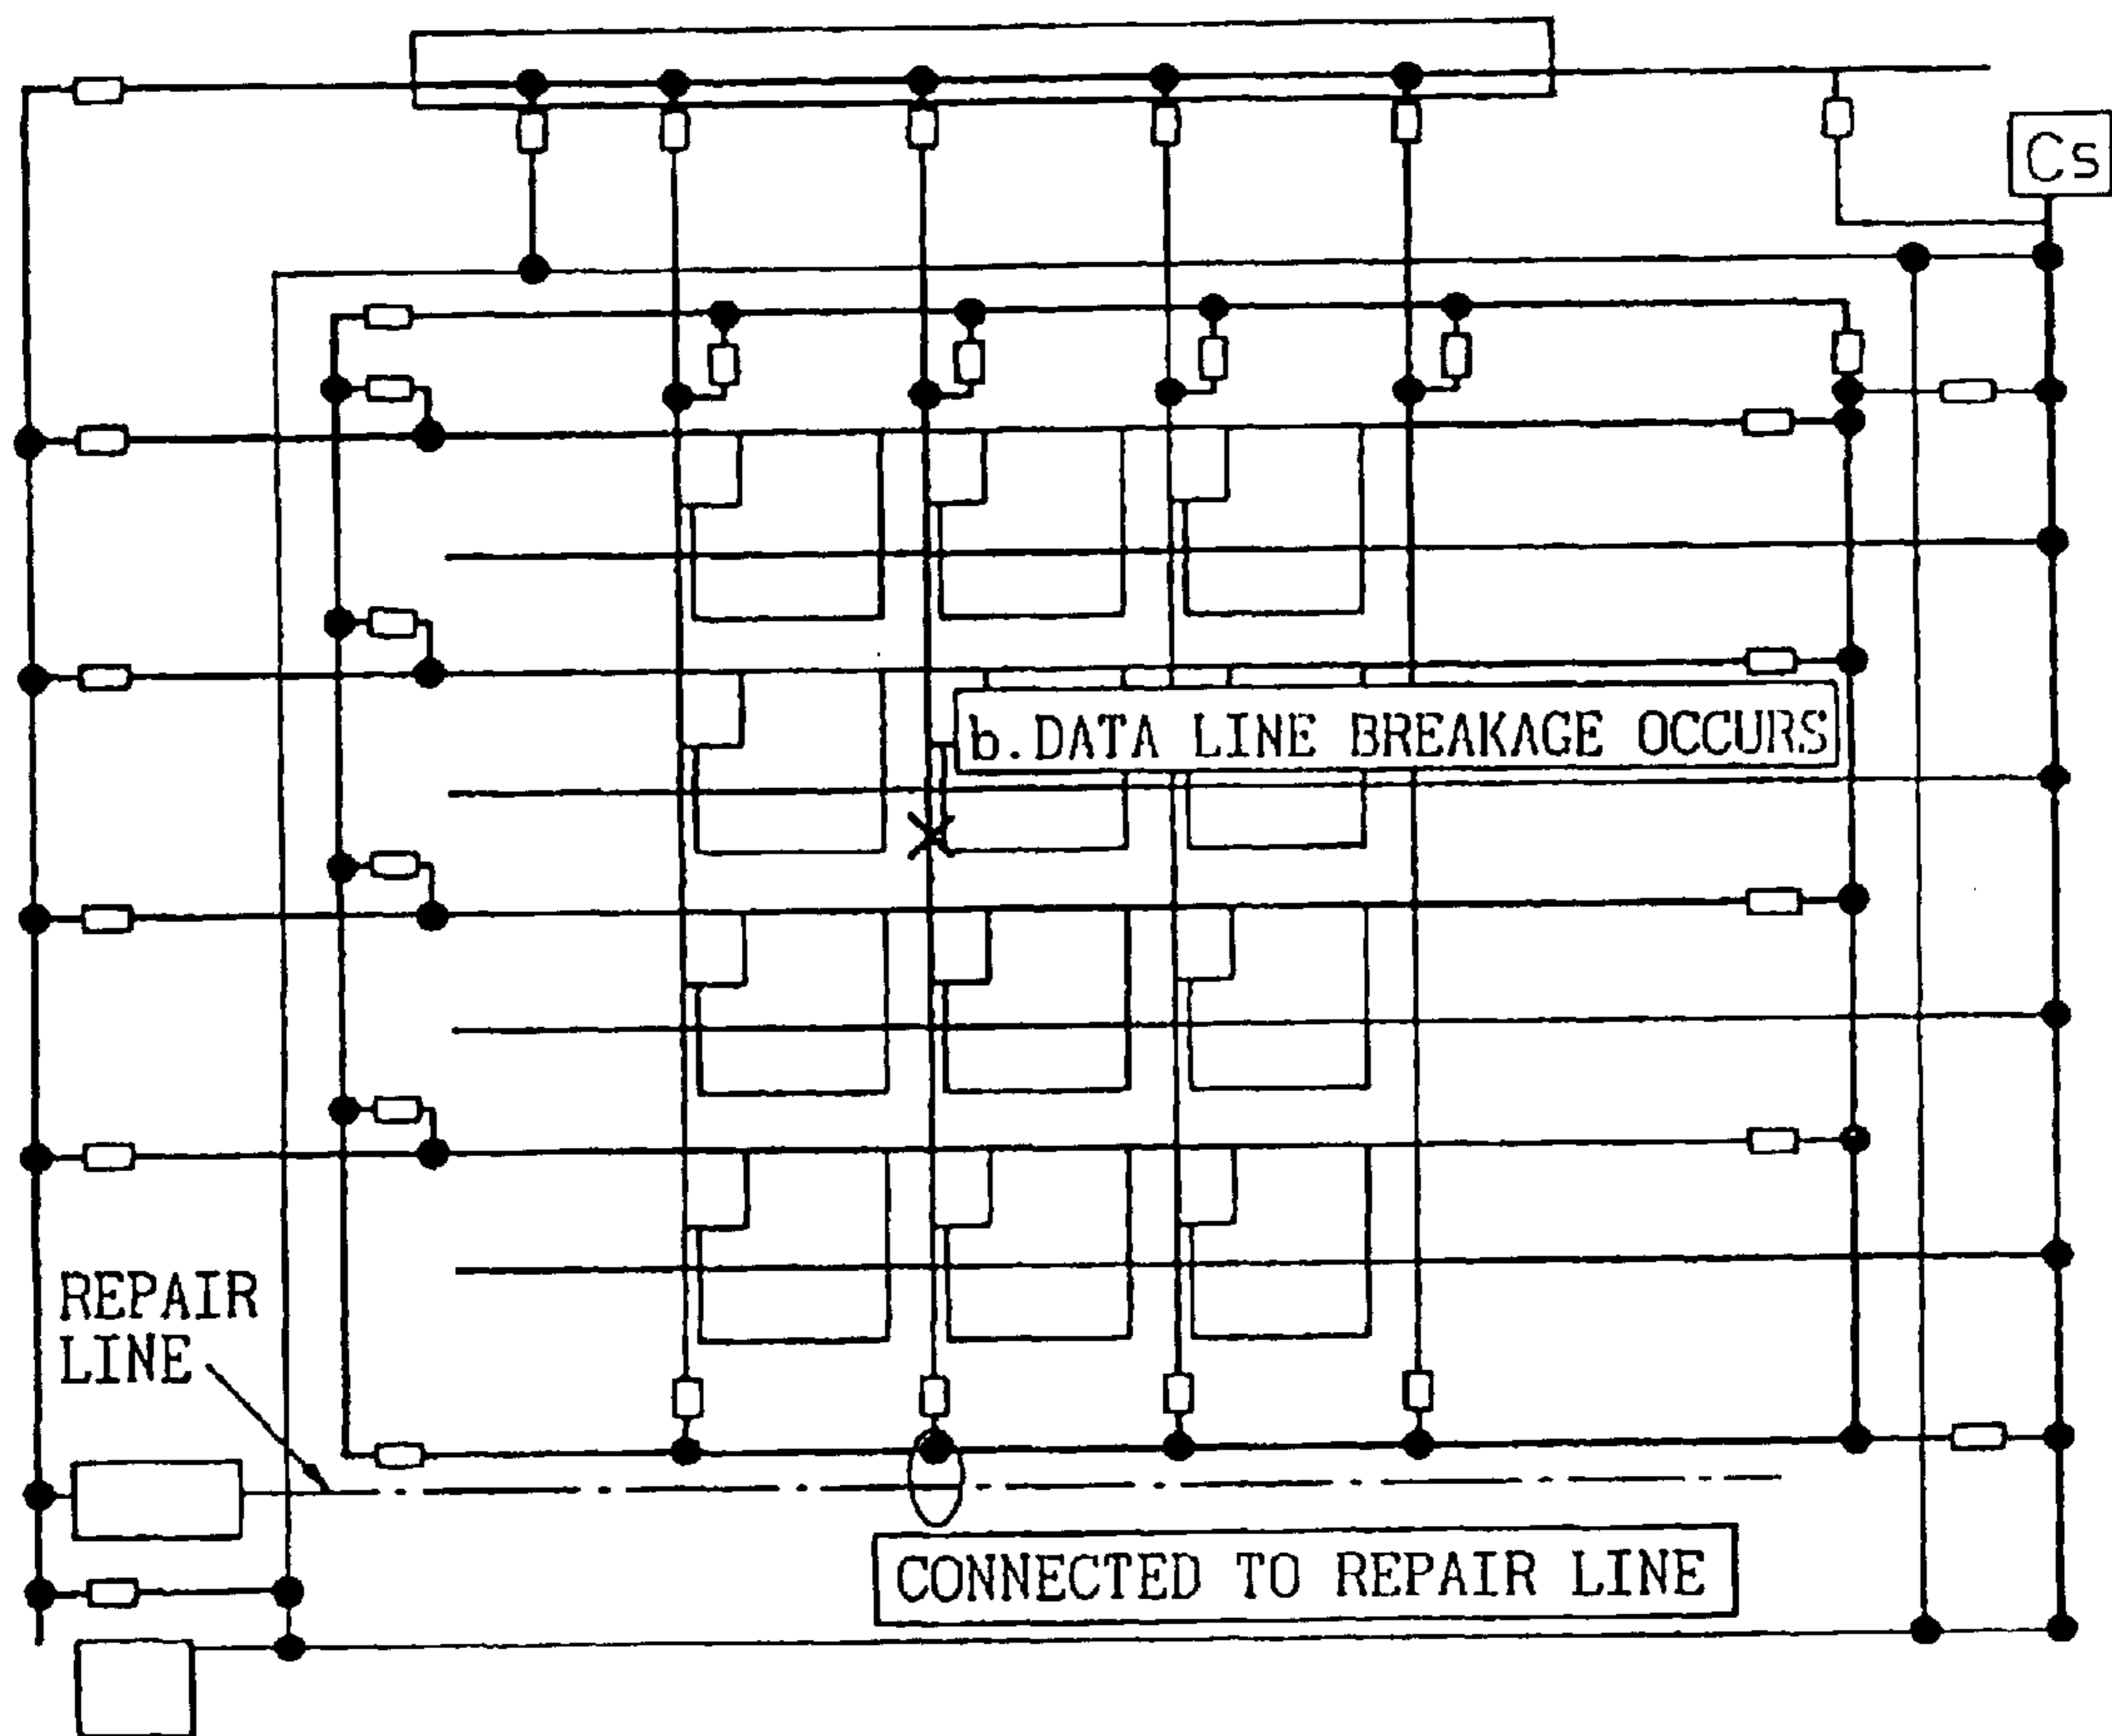 Cs
b.DATA LINE BREAKAGE OCCURS
REPAIR
LINE
CONNECTED TO REPAIR LINE